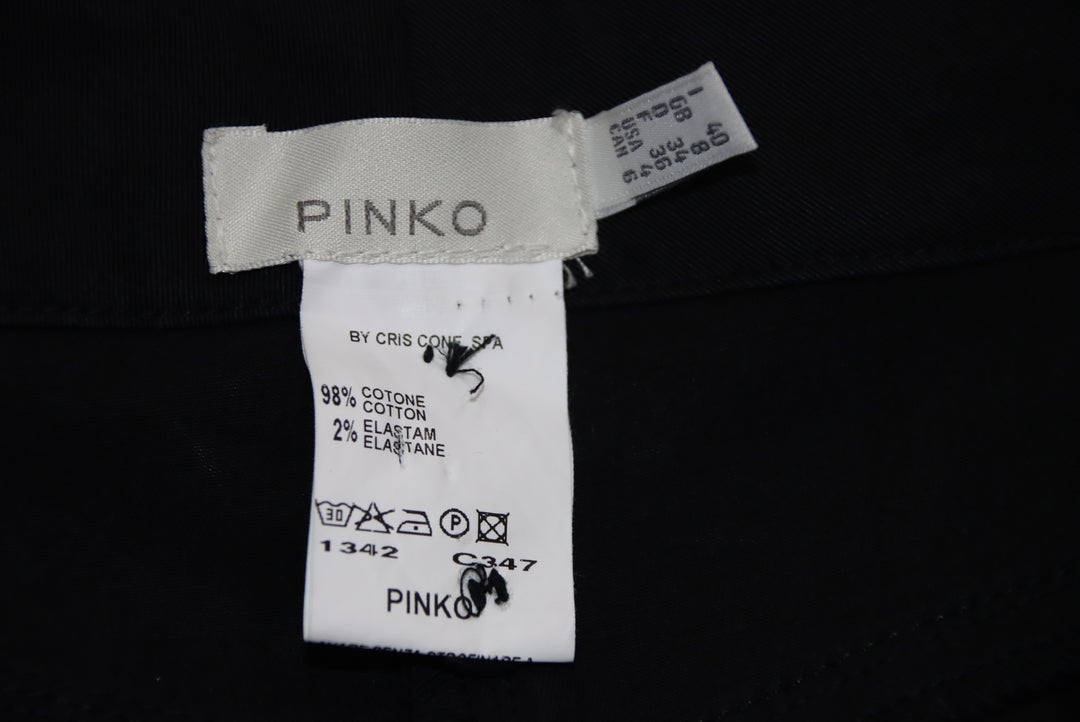 PINKO
I 40
GB 8
D 34
F 36
USA 4
CAN 6
BY CRIS CONF. SPA
98% COTONE
COTTON
2% ELASTAM
ELASTANE
30 P
1342 C347
PINKO